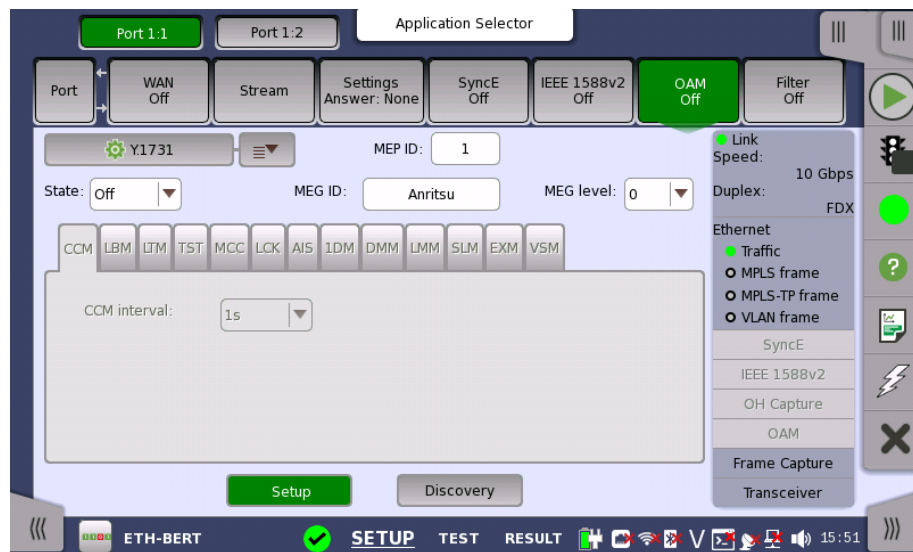 Port 1:1
Port 1:2
Application Selector
Port
WAN
Off
Stream
Settings
Answer: None
SyncE
Off
IEEE 1588v2
Off
OAM
Off
Filter
Off
Y.1731
MEP ID: 1
State: Off
MEG ID: Anritsu
MEG level: 0
CCM LBM LTM TST MCC LCK AIS 1DM DMM LMM SLM EXM VSM
CCM interval: 1s
Setup
Discovery
Link
Speed:
10 Gbps
Duplex:
FDX
Ethernet
Traffic
MPLS frame
MPLS-TP frame
VLAN frame
SyncE
IEEE 1588v2
OH Capture
OAM
Frame Capture
Transceiver
ETH-BERT
SETUP
TEST
RESULT
V
15:51